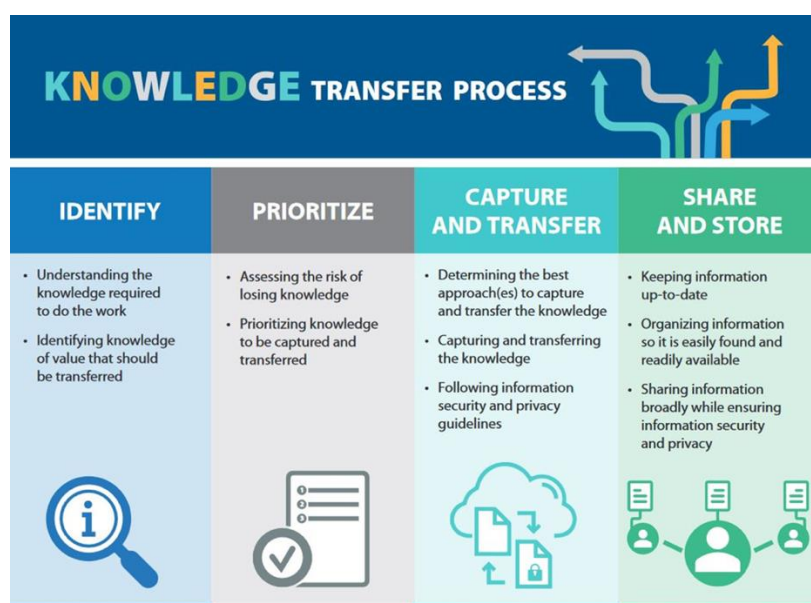 KNOWLEDGE TRANSFER PROCESS
IDENTIFY
• Understanding the
knowledge required
to do the work
• Identifying knowledge
of value that should
be transferred
PRIORITIZE
• Assessing the risk of
losing knowledge
• Prioritizing knowledge
to be captured and
transferred
CAPTURE
AND TRANSFER
• Determining the best
approach(es) to capture
and transfer the knowledge
• Capturing and transferring
the knowledge
• Following information
security and privacy
guidelines
SHARE
AND STORE
• Keeping information
up-to-date
• Organizing information
so it is easily found and
readily available
• Sharing information
broadly while ensuring
information security
and privacy
i
1
2
3